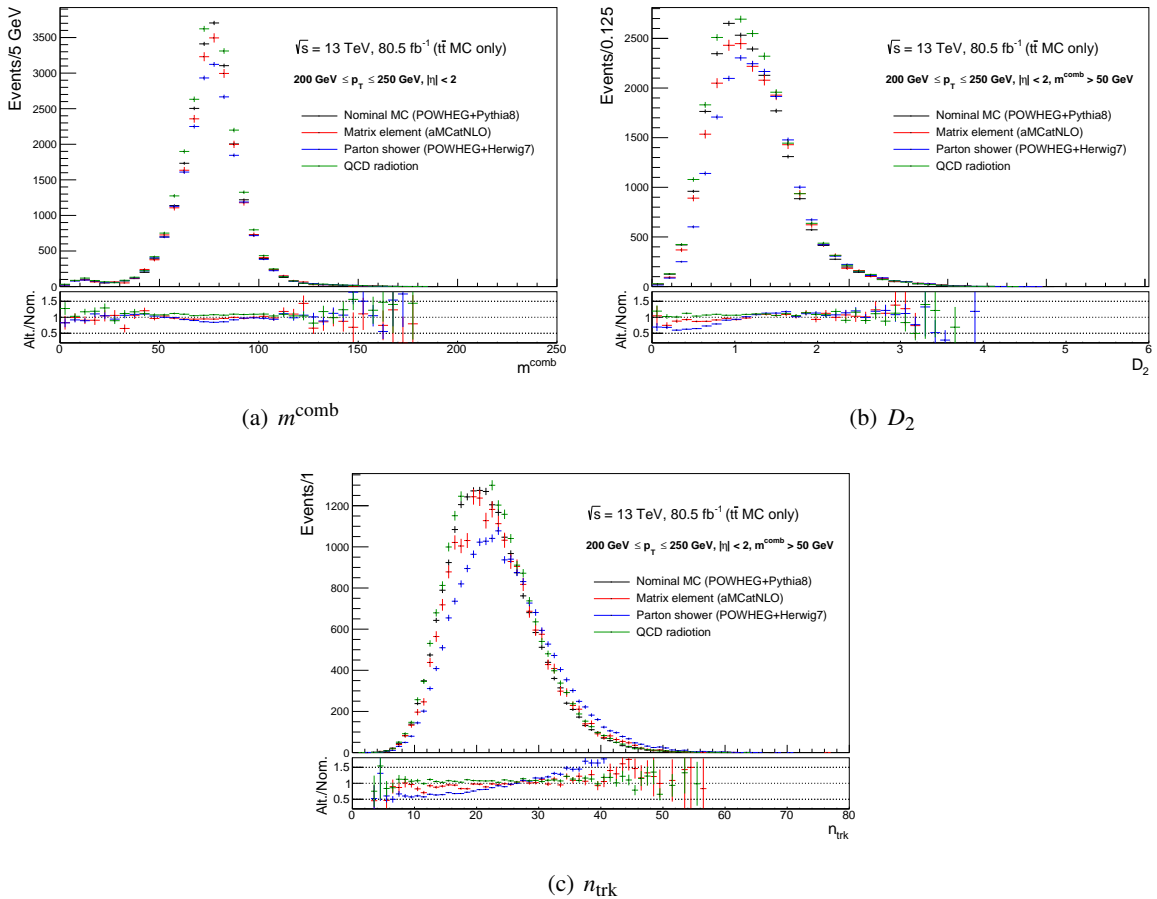 Events/5 GeV
3500
3000
2500
2000
1500
1000
500
0
√s = 13 TeV, 80.5 fb⁻¹ (tt̄ MC only)
200 GeV ≤ p_T ≤ 250 GeV, |η| < 2
Nominal MC (POWHEG+Pythia8)
Matrix element (aMCatNLO)
Parton shower (POWHEG+Herwig7)
QCD radiotion
Alt./Nom.
1.5
1
0.5
0 50 100 150 200 250
m^comb
(a) m^comb
Events/0.125
2500
2000
1500
1000
500
0
√s = 13 TeV, 80.5 fb⁻¹ (tt̄ MC only)
200 GeV ≤ p_T ≤ 250 GeV, |η| < 2, m^comb > 50 GeV
Nominal MC (POWHEG+Pythia8)
Matrix element (aMCatNLO)
Parton shower (POWHEG+Herwig7)
QCD radiotion
Alt./Nom.
1.5
1
0.5
0 1 2 3 4 5 6
D₂
(b) D₂
Events/1
1200
1000
800
600
400
200
0
√s = 13 TeV, 80.5 fb⁻¹ (tt̄ MC only)
200 GeV ≤ p_T ≤ 250 GeV, |η| < 2, m^comb > 50 GeV
Nominal MC (POWHEG+Pythia8)
Matrix element (aMCatNLO)
Parton shower (POWHEG+Herwig7)
QCD radiotion
Alt./Nom.
1.5
1
0.5
0 10 20 30 40 50 60 70 80
n_trk
(c) n_trk